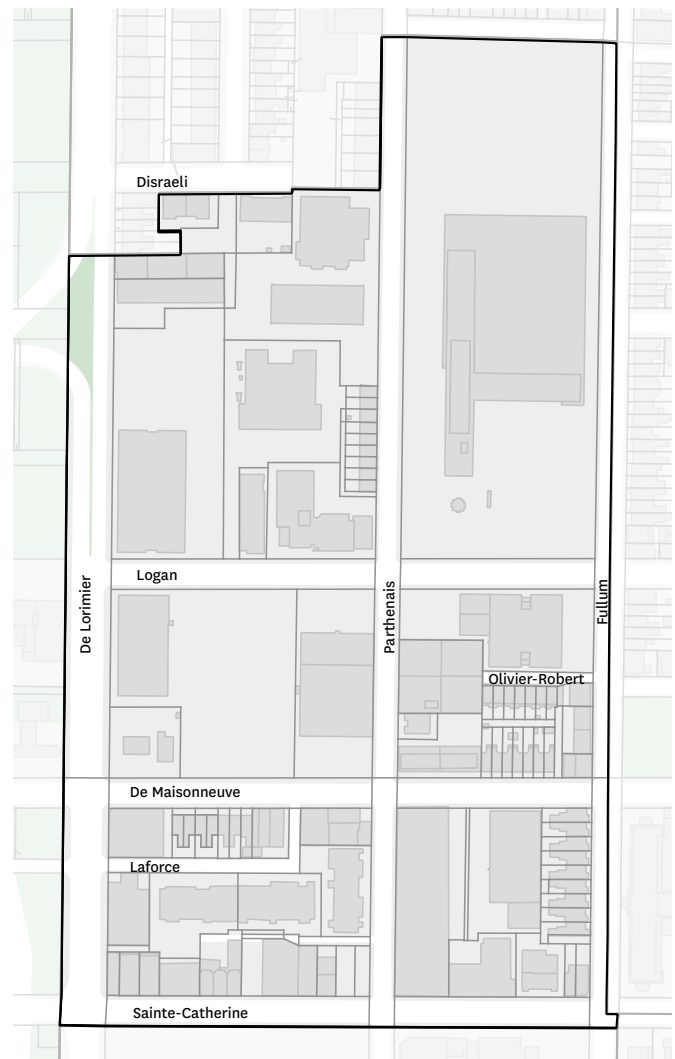 Disraeli
Logan
De Lorimier
Parthenais
Fullum
Olivier-Robert
De Maisonneuve
Laforce
Sainte-Catherine